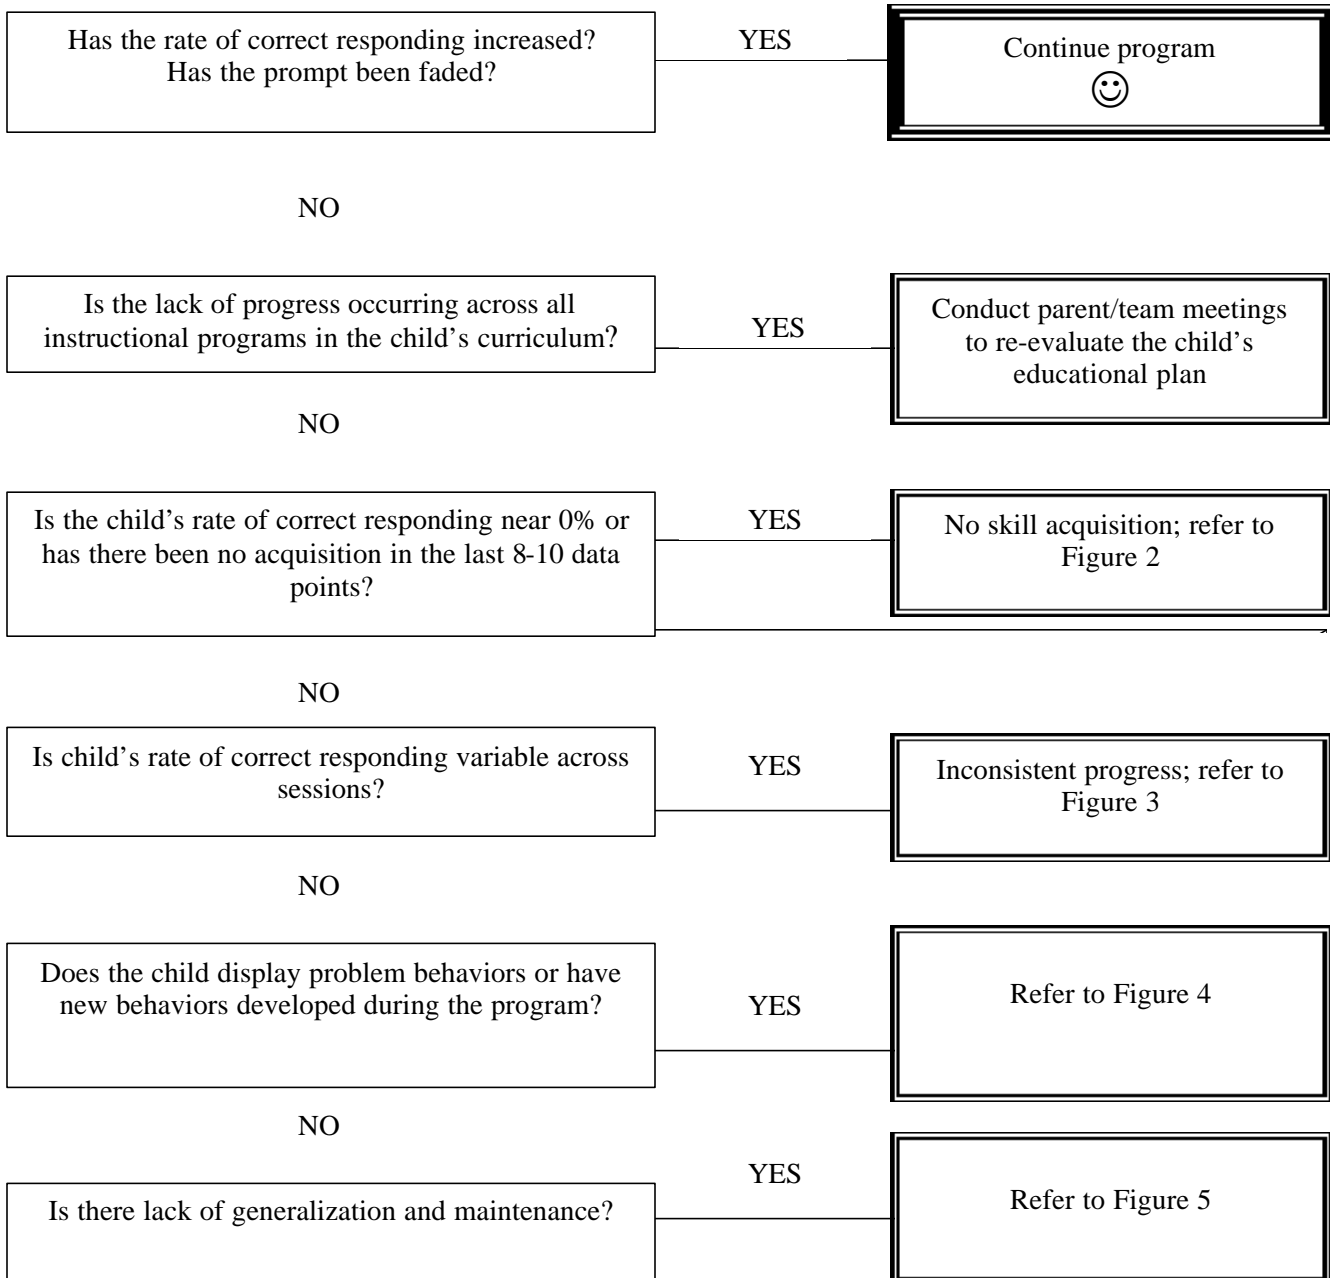 Has the rate of correct responding increased?
Has the prompt been faded?
YES
Continue program
☺
NO
Is the lack of progress occurring across all
instructional programs in the child’s curriculum?
YES
Conduct parent/team meetings
to re-evaluate the child’s
educational plan
NO
Is the child’s rate of correct responding near 0% or
has there been no acquisition in the last 8-10 data
points?
YES
No skill acquisition; refer to
Figure 2
NO
Is child’s rate of correct responding variable across
sessions?
YES
Inconsistent progress; refer to
Figure 3
NO
Does the child display problem behaviors or have
new behaviors developed during the program?
YES
Refer to Figure 4
NO
Is there lack of generalization and maintenance?
YES
Refer to Figure 5